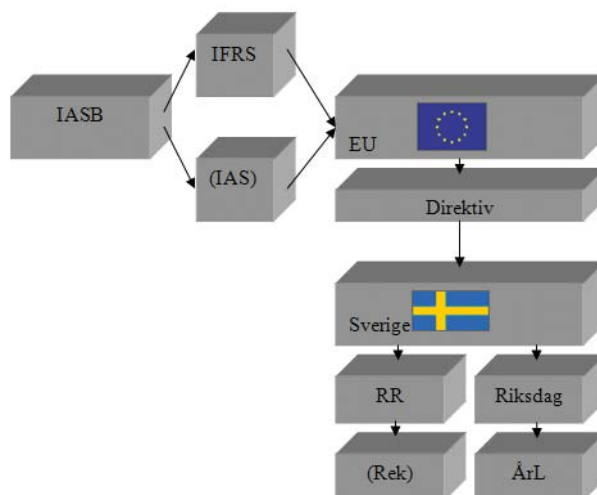 IFRS
IASB
(IAS)
EU
Direktiv
Sverige
RR
Riksdag
(Rek)
ÅrL